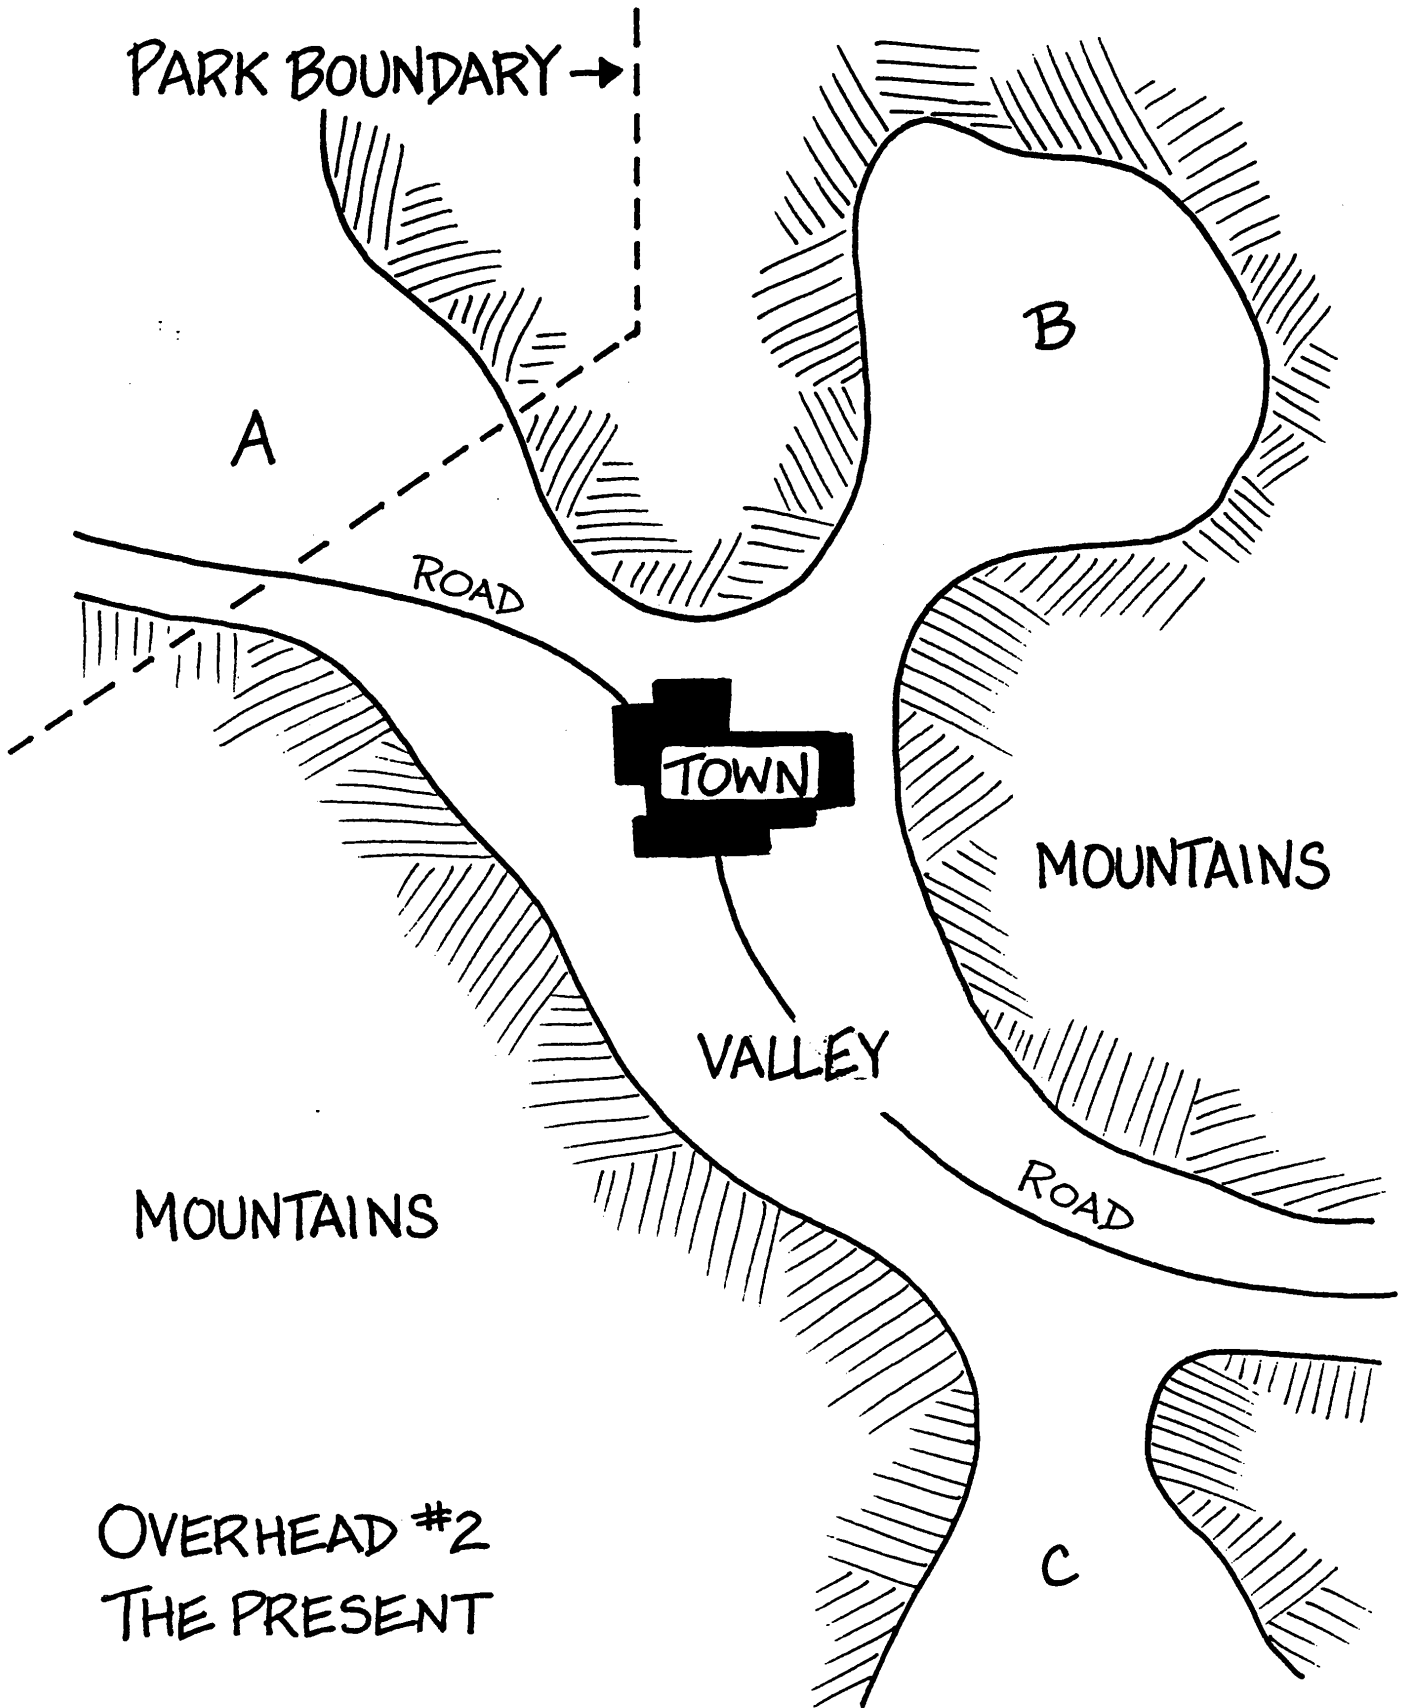 PARK BOUNDARY →
B
A
ROAD
TOWN
MOUNTAINS
VALLEY
ROAD
MOUNTAINS
OVERHEAD #2
THE PRESENT
C